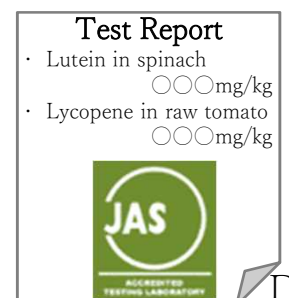 Test Report
・ Lutein in spinach
○○○mg/kg
・ Lycopene in raw tomato
○○○mg/kg
JAS
ACCREDITED
TESTING LABORATORY